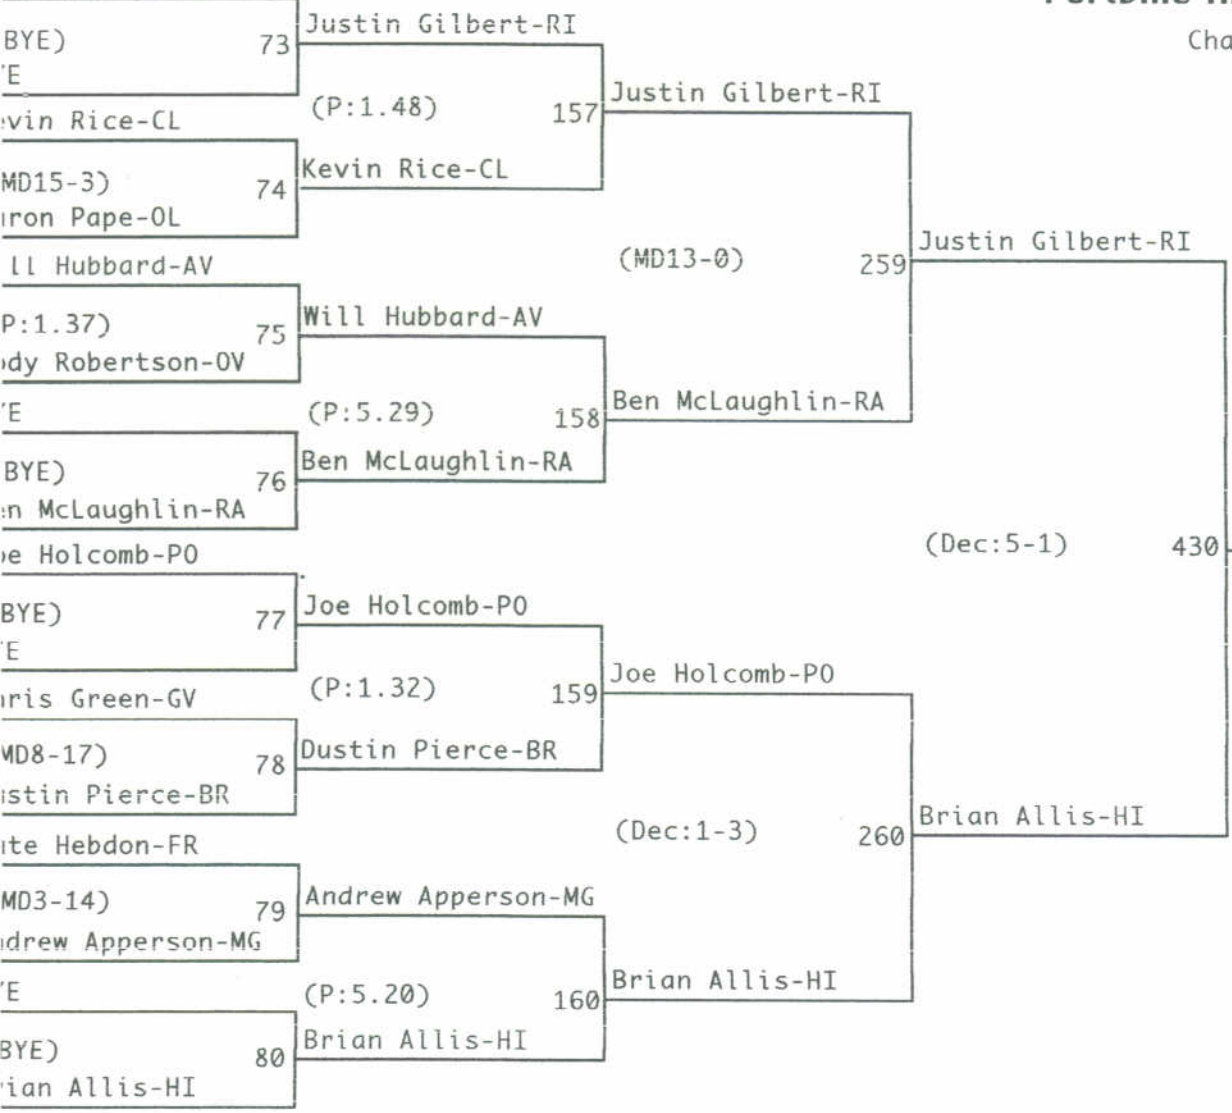 Cha
Justin Gilbert-RI
BYE)
73
E
(P:1.48)
157
Justin Gilbert-RI
vin Rice-CL
Kevin Rice-CL
MD15-3)
74
ron Pape-OL
(MD13-0)
259
Justin Gilbert-RI
ll Hubbard-AV
Will Hubbard-AV
P:1.37)
75
dy Robertson-OV
(P:5.29)
158
Ben McLaughlin-RA
E
Ben McLaughlin-RA
BYE)
76
n McLaughlin-RA
(Dec:5-1)
430
e Holcomb-PO
Joe Holcomb-PO
BYE)
77
E
(P:1.32)
159
Joe Holcomb-PO
ris Green-GV
Dustin Pierce-BR
MD8-17)
78
stin Pierce-BR
(Dec:1-3)
260
Brian Allis-HI
te Hebdon-FR
Andrew Apperson-MG
MD3-14)
79
drew Apperson-MG
(P:5.20)
160
Brian Allis-HI
E
Brian Allis-HI
BYE)
80
ian Allis-HI